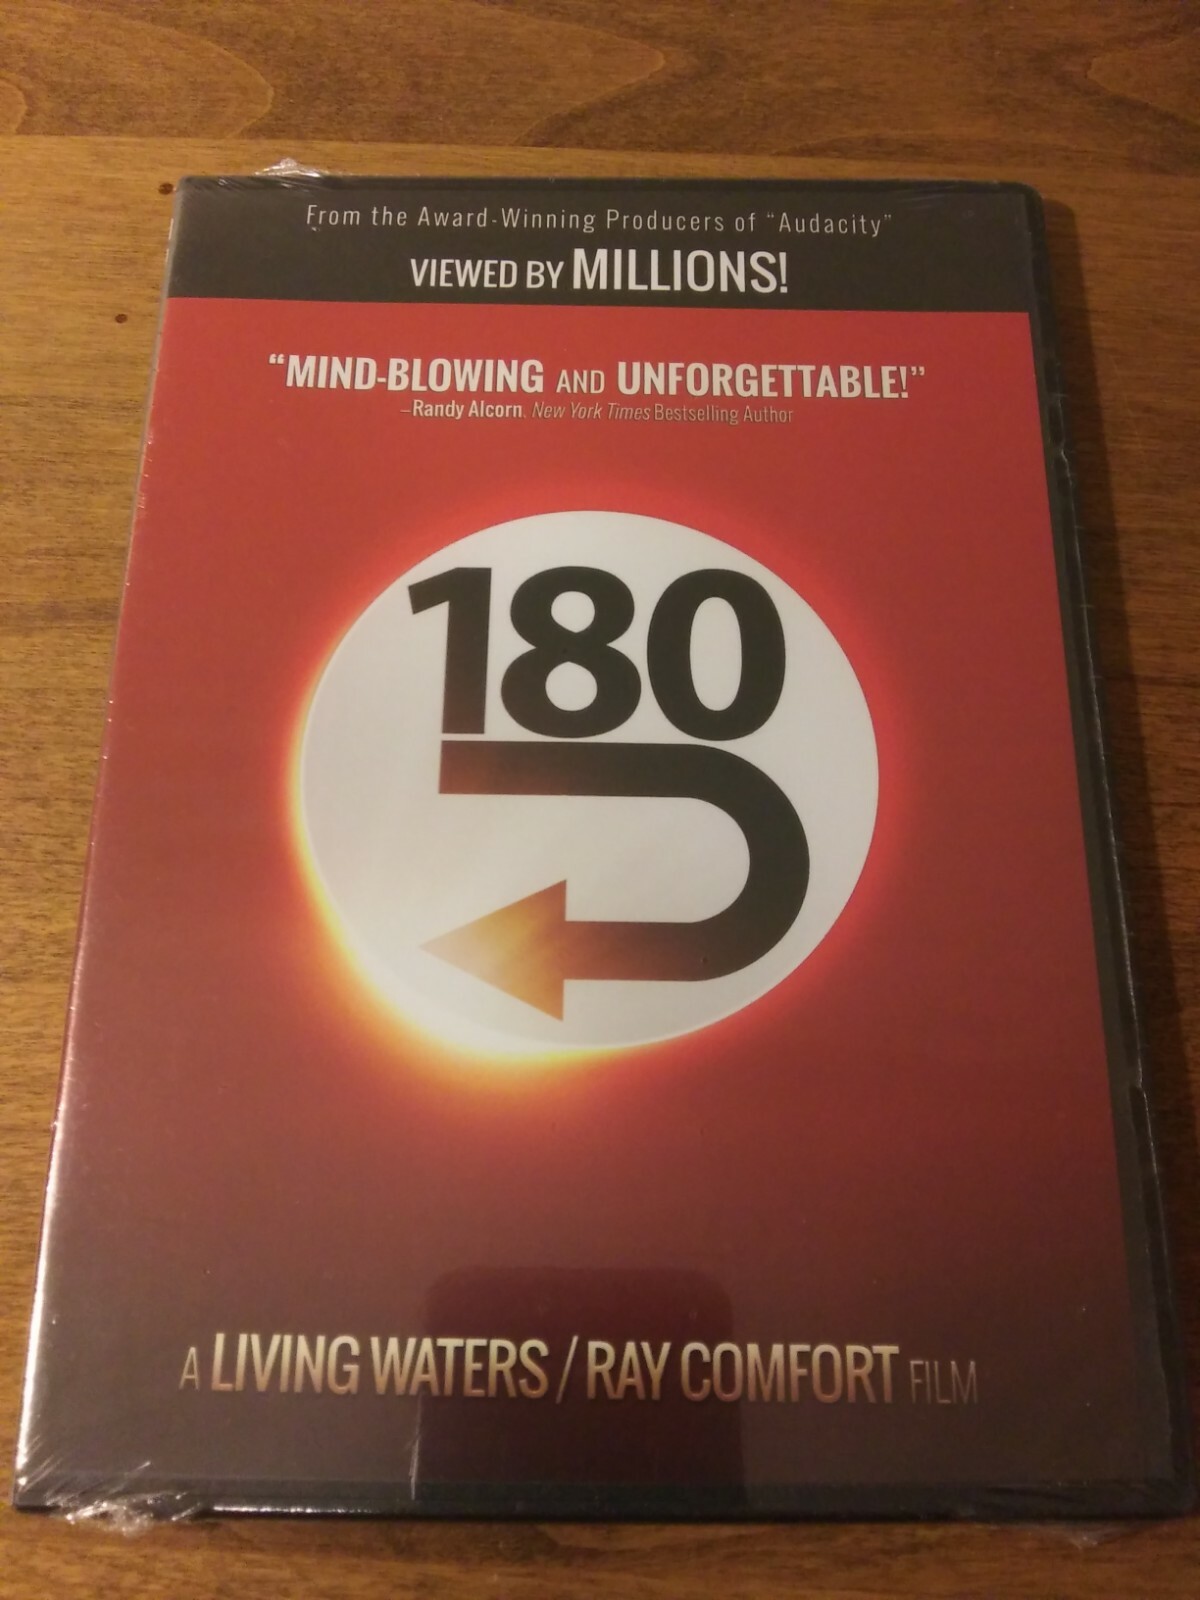 From the Award-Winning Producers of "Audacity"
VIEWED BY MILLIONS!
"MIND-BLOWING AND UNFORGETTABLE!"
–Randy Alcorn, New York Times Bestselling Author
180
A LIVING WATERS / RAY COMFORT FILM